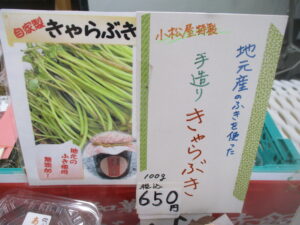 自家製
きゃらぶき
地元の
ふき使用
無添加!
小松屋特製
地元産のふきを使った
手造り
きゃらぶき
100g
税込
650円